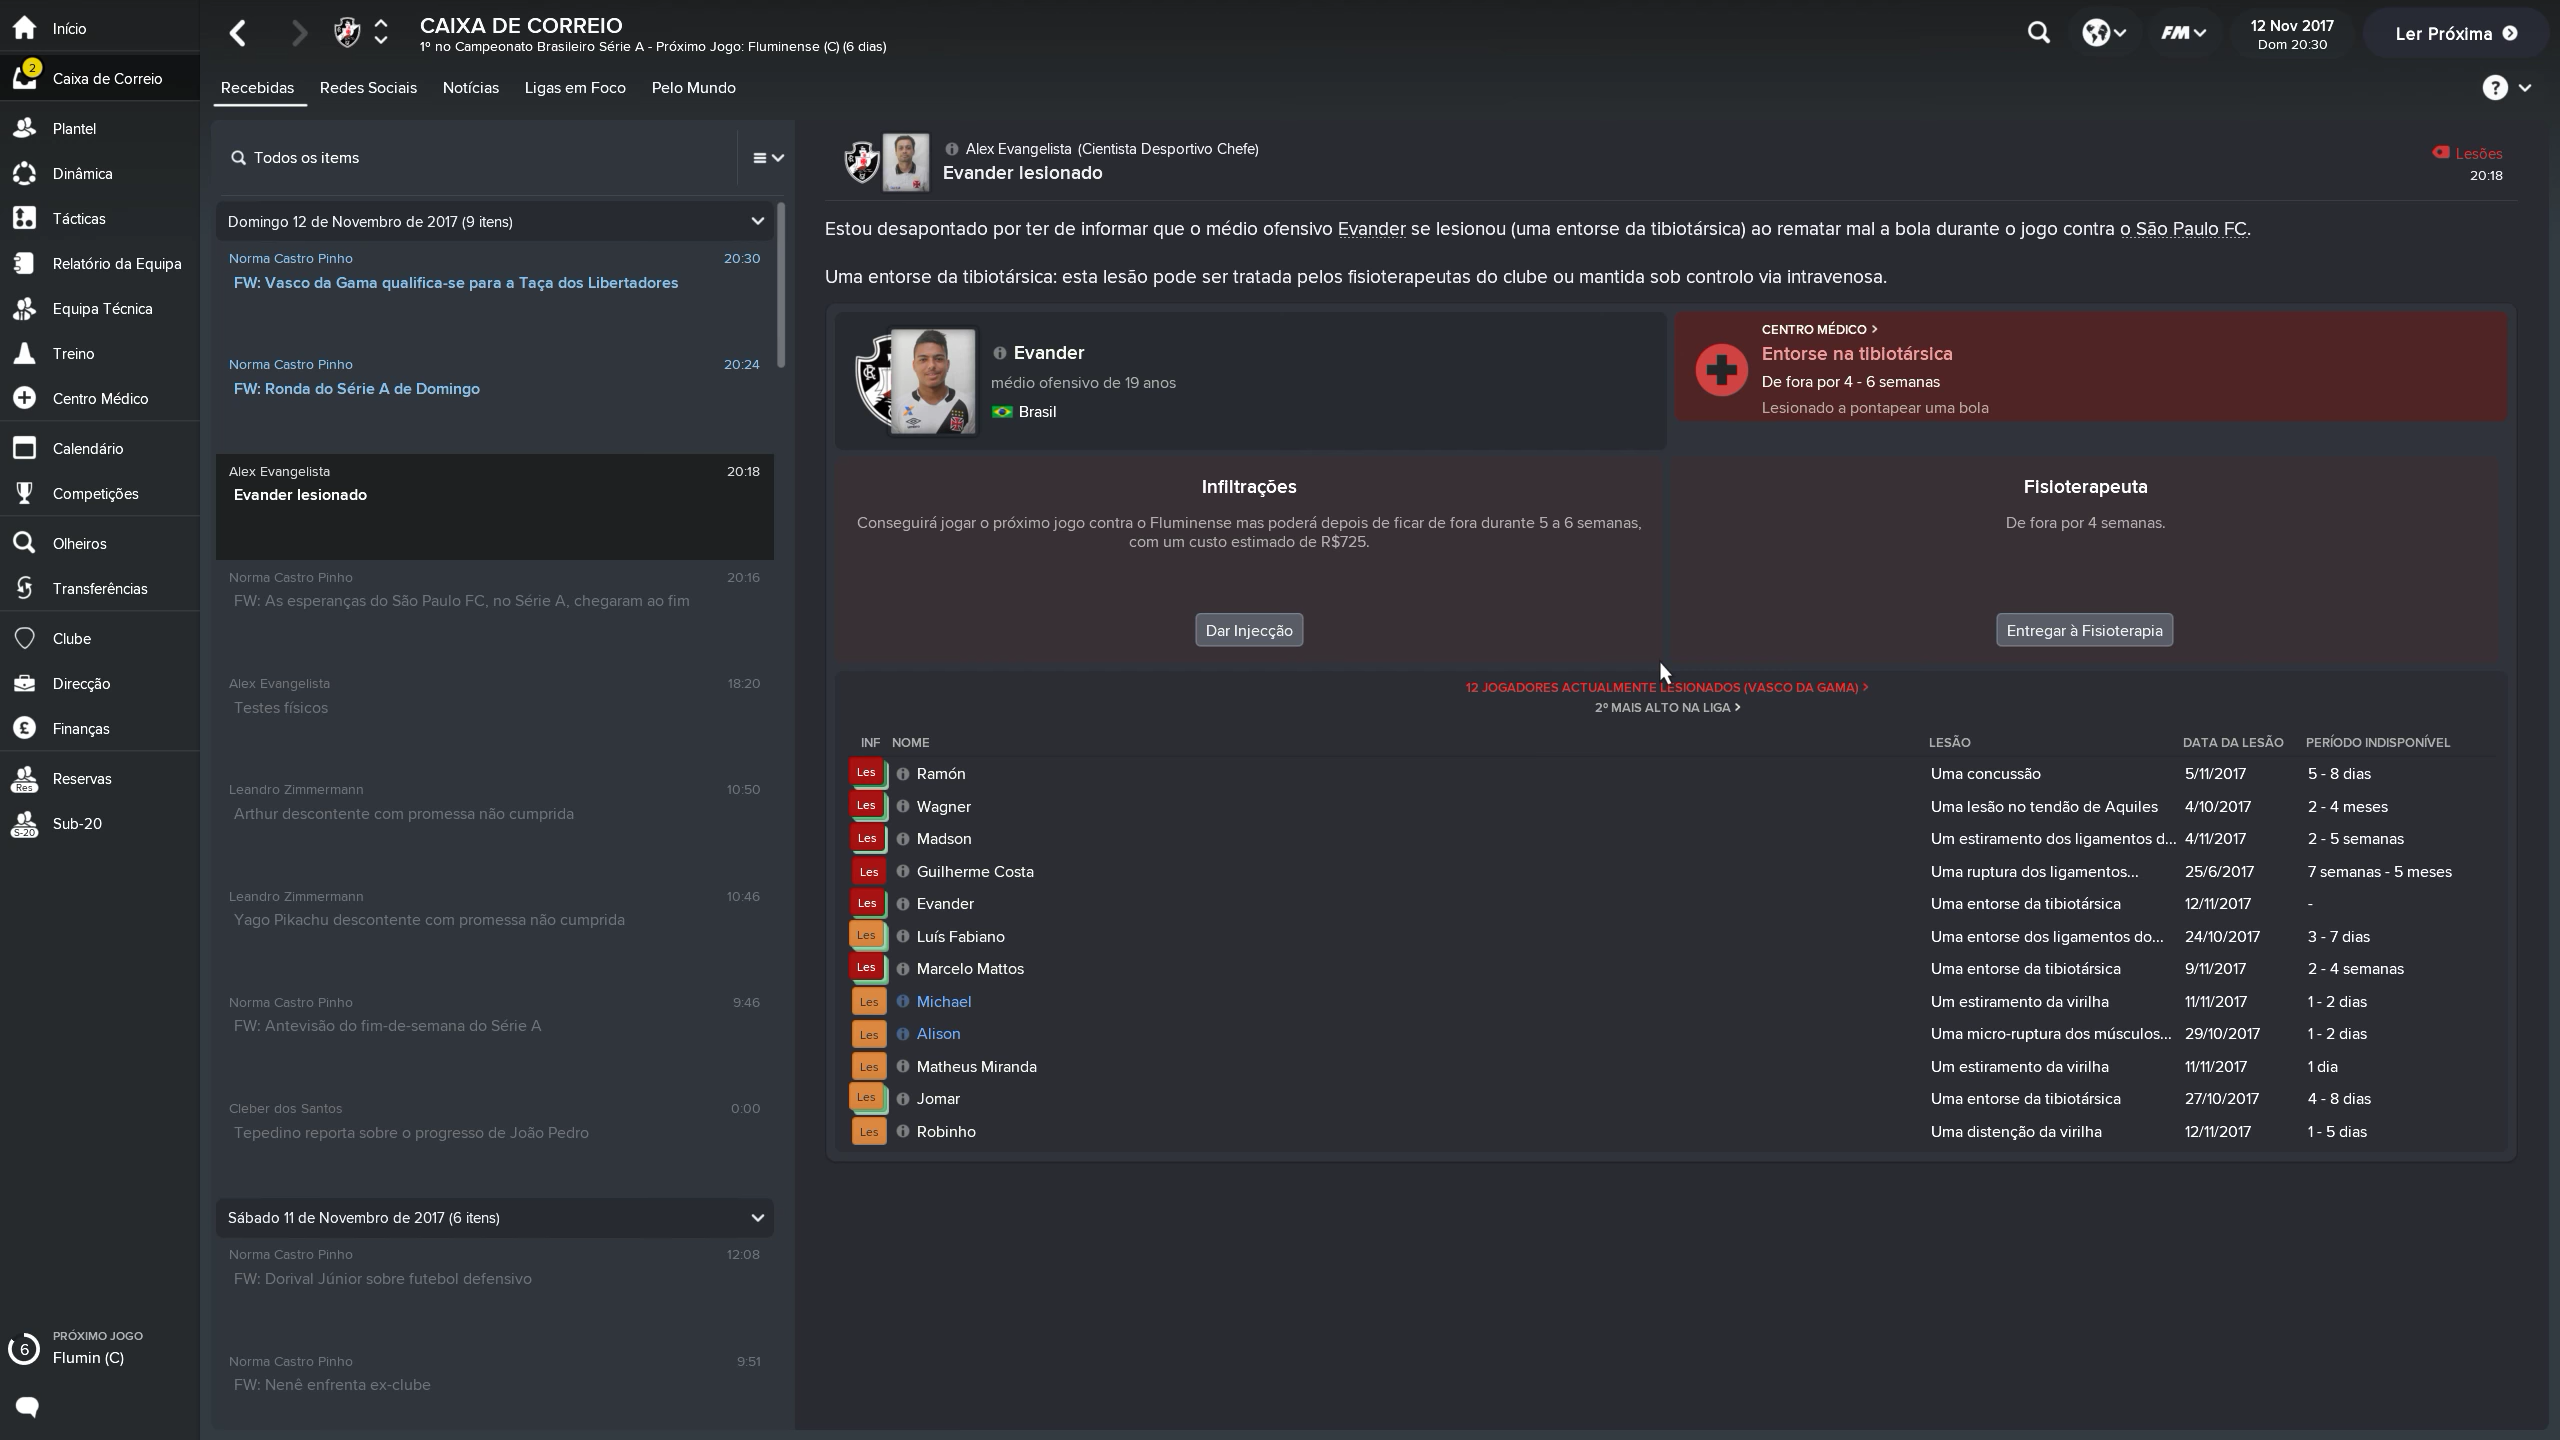 Início
2
Caixa de Correio
Plantel
Dinâmica
Tácticas
Relatório da Equipa
Equipa Técnica
Treino
Centro Médico
Calendário
Competições
Olheiros
Transferências
Clube
Direcção
Finanças
Res
Reservas
S-20
Sub-20
PRÓXIMO JOGO
6
Flumin (C)
CAIXA DE CORREIO
1º no Campeonato Brasileiro Série A - Próximo Jogo: Fluminense (C) (6 dias)
FM
12 Nov 2017
Dom 20:30
Ler Próxima
Recebidas
Redes Sociais
Notícias
Ligas em Foco
Pelo Mundo
?
Todos os items
Domingo 12 de Novembro de 2017 (9 itens)
Norma Castro Pinho 20:30
FW: Vasco da Gama qualifica-se para a Taça dos Libertadores
Norma Castro Pinho 20:24
FW: Ronda do Série A de Domingo
Alex Evangelista 20:18
Evander lesionado
Norma Castro Pinho 20:16
FW: As esperanças do São Paulo FC, no Série A, chegaram ao fim
Alex Evangelista 18:20
Testes físicos
Leandro Zimmermann 10:50
Arthur descontente com promessa não cumprida
Leandro Zimmermann 10:46
Yago Pikachu descontente com promessa não cumprida
Norma Castro Pinho 9:46
FW: Antevisão do fim-de-semana do Série A
Cleber dos Santos 0:00
Tepedino reporta sobre o progresso de João Pedro
Sábado 11 de Novembro de 2017 (6 itens)
Norma Castro Pinho 12:08
FW: Dorival Júnior sobre futebol defensivo
Norma Castro Pinho 9:51
FW: Nenê enfrenta ex-clube
Alex Evangelista (Cientista Desportivo Chefe)
Evander lesionado
Lesões
20:18
Estou desapontado por ter de informar que o médio ofensivo Evander se lesionou (uma entorse da tibiotársica) ao rematar mal a bola durante o jogo contra o São Paulo FC.
Uma entorse da tibiotársica: esta lesão pode ser tratada pelos fisioterapeutas do clube ou mantida sob controlo via intravenosa.
Evander
médio ofensivo de 19 anos
Brasil
CENTRO MÉDICO
Entorse na tibiotársica
De fora por 4 - 6 semanas
Lesionado a pontapear uma bola
Infiltrações
Conseguirá jogar o próximo jogo contra o Fluminense mas poderá depois de ficar de fora durante 5 a 6 semanas,
com um custo estimado de R$725.
Dar Injecção
Fisioterapeuta
De fora por 4 semanas.
Entregar à Fisioterapia
12 JOGADORES ACTUALMENTE LESIONADOS (VASCO DA GAMA)
2º MAIS ALTO NA LIGA
INF NOME LESÃO DATA DA LESÃO PERÍODO INDISPONÍVEL
Les Ramón Uma concussão 5/11/2017 5 - 8 dias
Les Wagner Uma lesão no tendão de Aquiles 4/10/2017 2 - 4 meses
Les Madson Um estiramento dos ligamentos d... 4/11/2017 2 - 5 semanas
Les Guilherme Costa Uma ruptura dos ligamentos... 25/6/2017 7 semanas - 5 meses
Les Evander Uma entorse da tibiotársica 12/11/2017 -
Les Luís Fabiano Uma entorse dos ligamentos do... 24/10/2017 3 - 7 dias
Les Marcelo Mattos Uma entorse da tibiotársica 9/11/2017 2 - 4 semanas
Les Michael Um estiramento da virilha 11/11/2017 1 - 2 dias
Les Alison Uma micro-ruptura dos músculos... 29/10/2017 1 - 2 dias
Les Matheus Miranda Um estiramento da virilha 11/11/2017 1 dia
Les Jomar Uma entorse da tibiotársica 27/10/2017 4 - 8 dias
Les Robinho Uma distenção da virilha 12/11/2017 1 - 5 dias